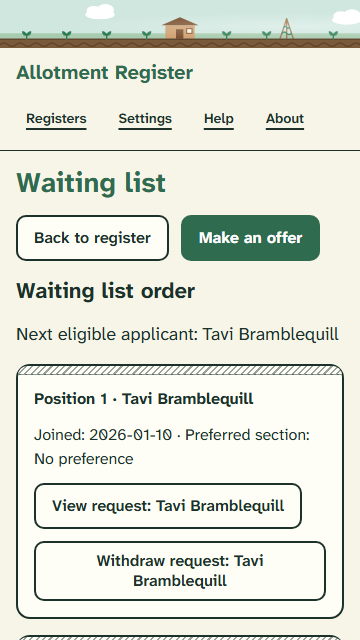 Allotment Register
Registers Settings Help About
Waiting list
Back to register Make an offer
Waiting list order
Next eligible applicant: Tavi Bramblequill
Position 1 · Tavi Bramblequill
Joined: 2026-01-10 · Preferred section:
No preference
View request: Tavi Bramblequill
Withdraw request: Tavi
Bramblequill